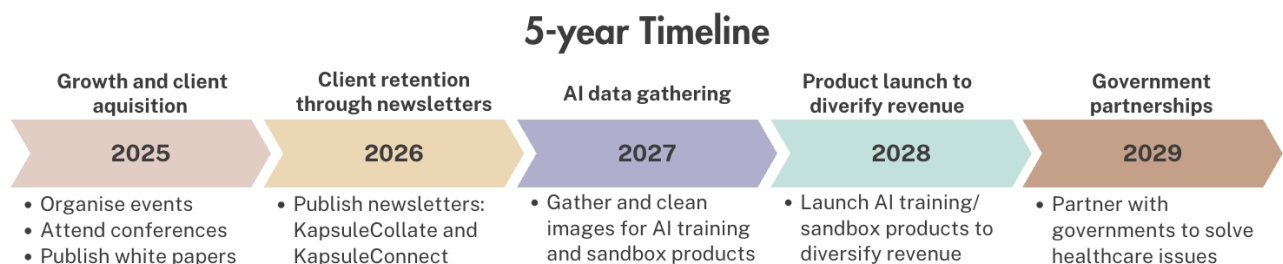 5-year Timeline
Growth and client
aquisition
2025
• Organise events
• Attend conferences
• Publish white papers
Client retention
through newsletters
2026
• Publish newsletters:
KapsuleCollate and
KapsuleConnect
AI data gathering
2027
• Gather and clean
images for AI training
and sandbox products
Product launch to
diverify revenue
2028
• Launch AI training/
sandbox products to
diversify revenue
Government
partnerships
2029
• Partner with
governments to solve
healthcare issues